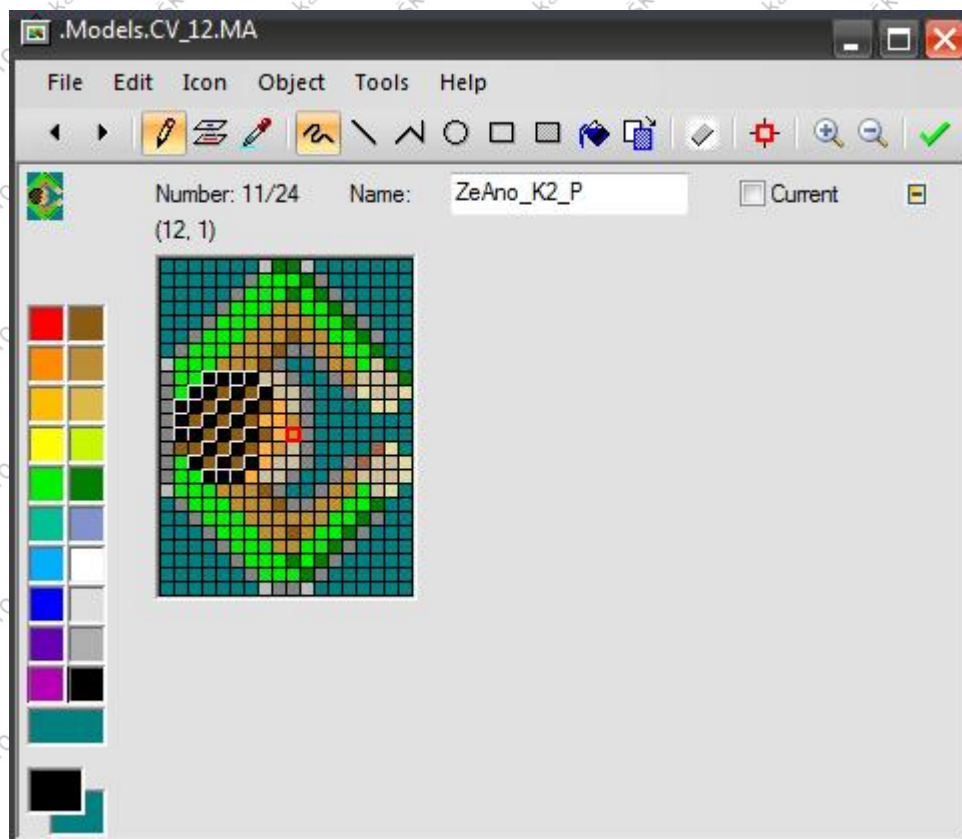 .Models.CV_12.MA
File Edit Icon Object Tools Help
Number: 11/24 Name: ZeAno_K2_P Current
(12, 1)